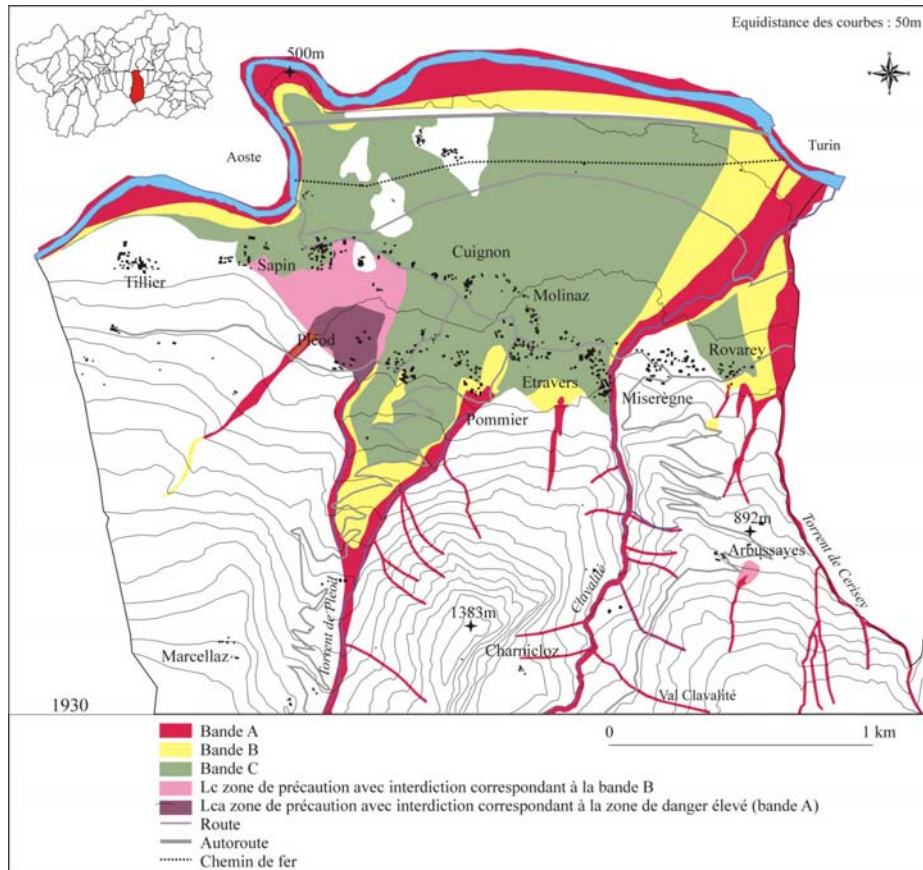 Equidistance des courbes : 50m
500m
Aoste
Turin
Tillier
Sapin
Cuignon
Molinaz
Pléod
Rovarey
Etravers
Miserègne
Pommier
892m
Arbussayes
Torrent de Cerisey
Torrent de Pléod
1383m
Clavalité
Marcellaz
Charnicloz
Val Clavalité
1930
0 1 km
Bande A
Bande B
Bande C
Lc zone de précaution avec interdiction correspondant à la bande B
Lca zone de précaution avec interdiction correspondant à la zone de danger élevé (bande A)
Route
Autoroute
Chemin de fer